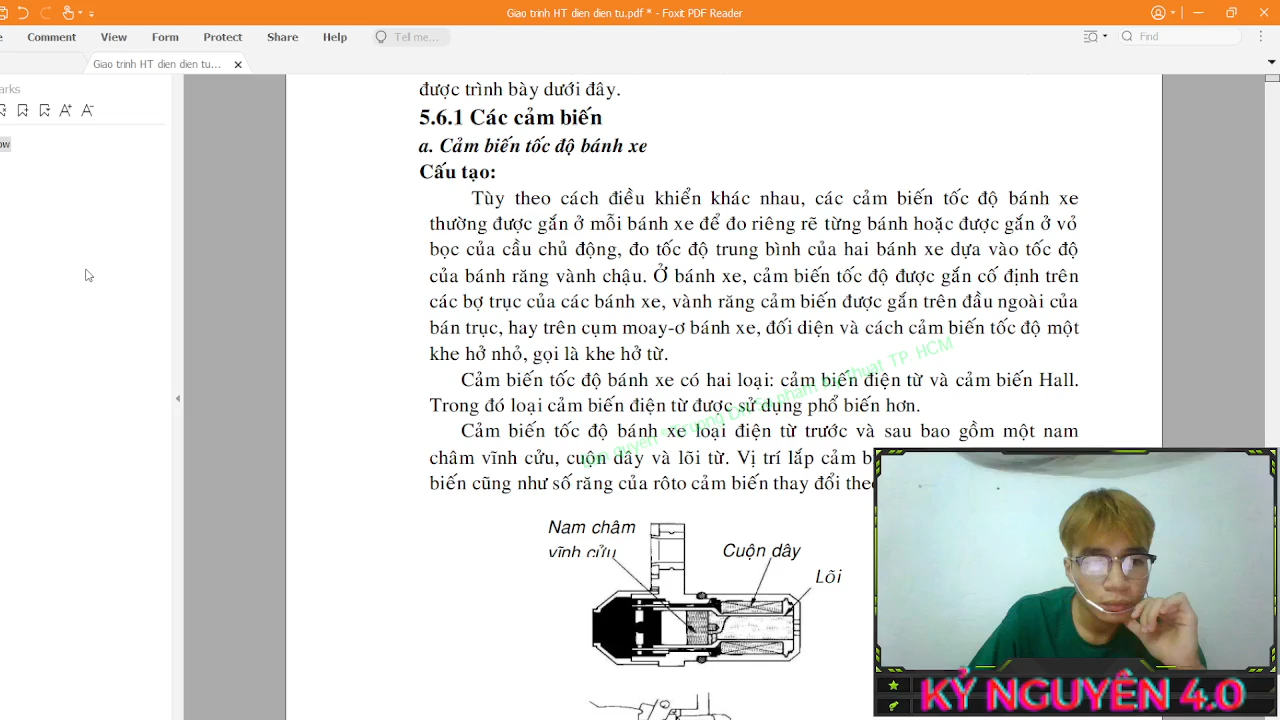 Giao trinh HT dien dien tu.pdf * - Foxit PDF Reader
Comment View Form Protect Share Help Tell me... Find
Giao trinh HT dien dien tu...
arks
ow
được trình bày dưới đây.
5.6.1 Các cảm biến
a. Cảm biến tốc độ bánh xe
Cấu tạo:
Tùy theo cách điều khiển khác nhau, các cảm biến tốc độ bánh xe
thường được gắn ở mỗi bánh xe để đo riêng rẽ từng bánh hoặc được gắn ở vỏ
bọc của cầu chủ động, đo tốc độ trung bình của hai bánh xe dựa vào tốc độ
của bánh răng vành chậu. Ở bánh xe, cảm biến tốc độ được gắn cố định trên
các bợ trục của các bánh xe, vành răng cảm biến được gắn trên đầu ngoài của
bán trục, hay trên cụm moay-ơ bánh xe, đối diện và cách cảm biến tốc độ một
khe hở nhỏ, gọi là khe hở từ.
Cảm biến tốc độ bánh xe có hai loại: cảm biến điện từ và cảm biến Hall.
Trong đó loại cảm biến điện từ được sử dụng phổ biến hơn.
Cảm biến tốc độ bánh xe loại điện từ trước và sau bao gồm một nam
châm vĩnh cửu, cuộn dây và lõi từ. Vị trí lắp cảm b
biến cũng như số răng của rôto cảm biến thay đổi theo
Nam châm
vĩnh cửu
Cuộn dây
Lõi
KỶ NGUYÊN 4.0